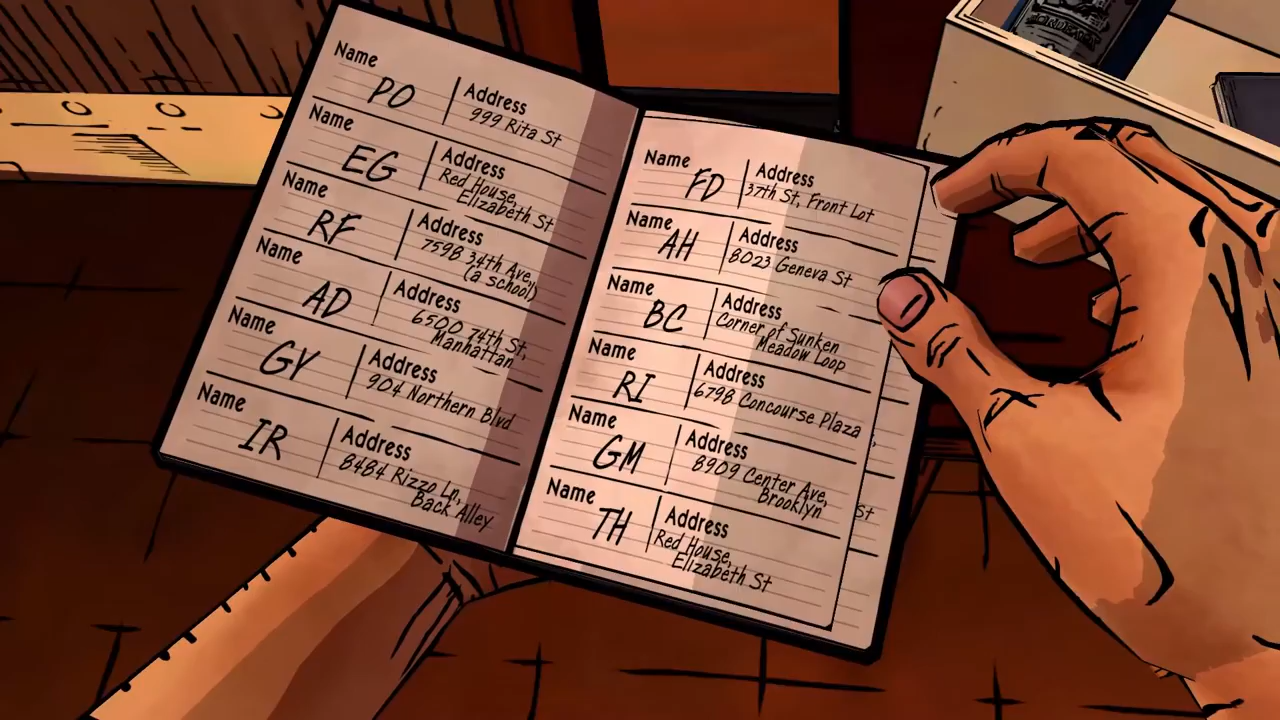 Name
PO
Address
999 Rita St
Name
EG
Address
Red House,
Elizabeth St
Name
RF
Address
7598 34th Ave,
(a School)
Name
AD
Address
6500 74th St,
Manhattan
Name
GY
Address
904 Northern Blvd
Name
IR
Address
8484 Rizzo Ln,
Back Alley
Name
FD
Address
37th St, Front Lot
Name
AH
Address
8023 Geneva St
Name
BC
Address
Corner of Sunken
Meadow Loop
Name
RI
Address
6798 Concourse Plaza
Name
GM
Address
8909 Center Ave,
Brooklyn
Name
TH
Address
Red House,
Elizabeth St
St